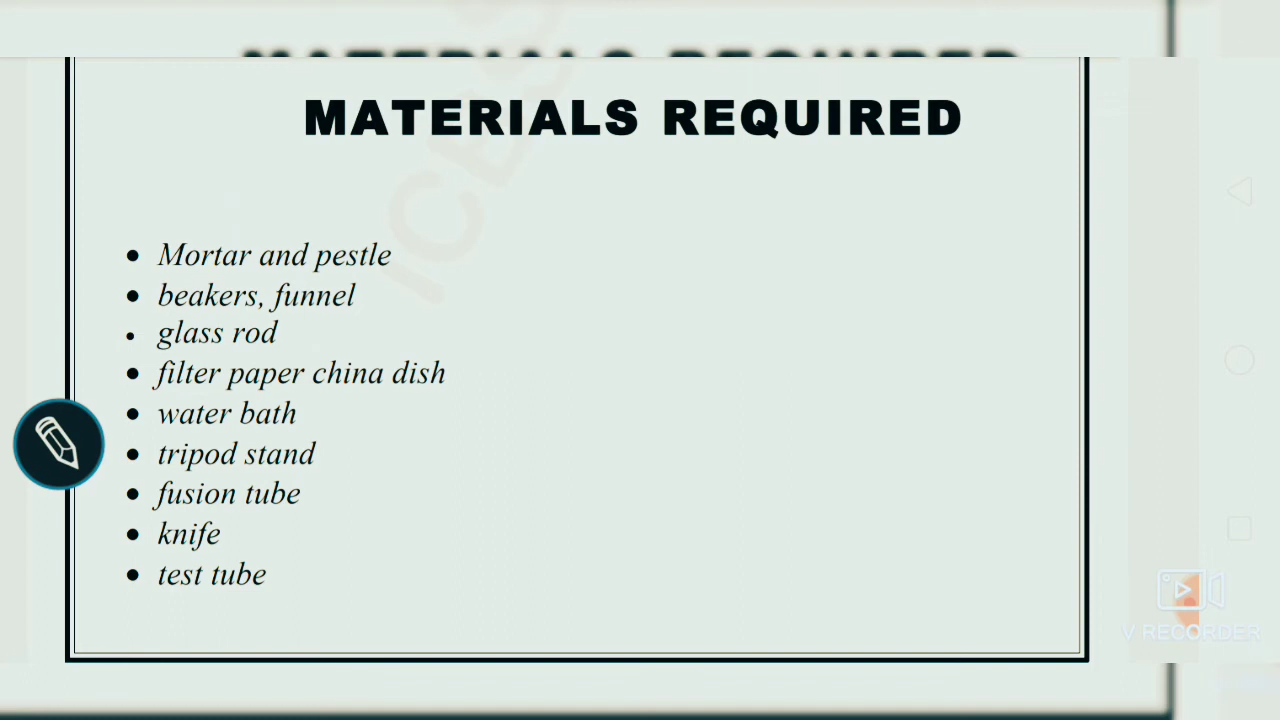 MATERIALS REQUIRED
Mortar and pestle
beakers, funnel
glass rod
filter paper china dish
water bath
tripod stand
fusion tube
knife
test tube
V RECORDER